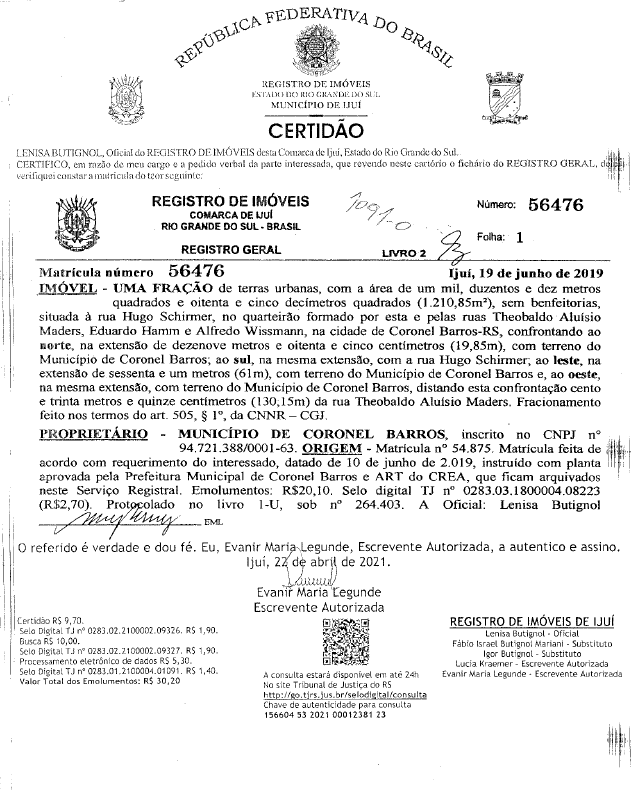 REPÚBLICA FEDERATIVA DO BRASIL
REGISTRO DE IMÓVEIS
ESTADO DO RIO GRANDE DO SUL
MUNICÍPIO DE IJUÍ
CERTIDÃO
LENISA BUTIGNOL, Oficial do REGISTRO DE IMÓVEIS desta Comarca de Ijuí, Estado do Rio Grande do Sul.
CERTIFICO, em razão de meu cargo e a pedido verbal da parte interessada, que revendo neste cartório o fichário do REGISTRO GERAL, de
verifiquei constar a matrícula do teor seguinte:
REGISTRO DE IMÓVEIS
COMARCA DE IJUÍ
RIO GRANDE DO SUL - BRASIL
REGISTRO GERAL
LIVRO 2
Número: 56476
Folha: 1
Matrícula número 56476 Ijuí, 19 de junho de 2019
IMÓVEL - UMA FRAÇÃO de terras urbanas, com a área de um mil, duzentos e dez metros
quadrados e oitenta e cinco decímetros quadrados (1.210,85m²), sem benfeitorias,
situada à rua Hugo Schirmer, no quarteirão formado por esta e pelas ruas Theobaldo Aluísio
Maders, Eduardo Hamm e Alfredo Wissmann, na cidade de Coronel Barros-RS, confrontando ao
norte, na extensão de dezenove metros e oitenta e cinco centímetros (19,85m), com terreno do
Município de Coronel Barros; ao sul, na mesma extensão, com a rua Hugo Schirmer; ao leste, na
extensão de sessenta e um metros (61m), com terreno do Município de Coronel Barros e, ao oeste,
na mesma extensão, com terreno do Município de Coronel Barros, distando esta confrontação cento
e trinta metros e quinze centímetros (130,15m) da rua Theobaldo Aluísio Maders. Fracionamento
feito nos termos do art. 505, § 1º, da CNNR – CGJ.
PROPRIETÁRIO - MUNICÍPIO DE CORONEL BARROS, inscrito no CNPJ nº
94.721.388/0001-63. ORIGEM - Matrícula nº 54.875. Matrícula feita de
acordo com requerimento do interessado, datado de 10 de junho de 2.019, instruído com planta
aprovada pela Prefeitura Municipal de Coronel Barros e ART do CREA, que ficam arquivados
neste Serviço Registral. Emolumentos: R$20,10. Selo digital TJ nº 0283.03.1800004.08223
(R$2,70). Protocolado no livro 1-U, sob nº 264.403. A Oficial: Lenisa Butignol
EML
O referido é verdade e dou fé. Eu, Evanir Maria Legunde, Escrevente Autorizada, a autentico e assino.
Ijuí, 22 de abril de 2021.
Evanir Maria Legunde
Escrevente Autorizada
Certidão R$ 9,70.
Selo Digital TJ nº 0283.02.2100002.09326. R$ 1,90.
Busca R$ 10,00.
Selo Digital TJ nº 0283.02.2100002.09327. R$ 1,90.
Processamento eletrônico de dados R$ 5,30.
Selo Digital TJ nº 0283.01.2100004.01091. R$ 1,40.
Valor Total dos Emolumentos: R$ 30,20
A consulta estará disponível em até 24h
No site Tribunal de Justiça do RS
http://go.tjrs.jus.br/selodigital/consulta
Chave de autenticidade para consulta
156604 53 2021 00012381 23
REGISTRO DE IMÓVEIS DE IJUÍ
Lenisa Butignol - Oficial
Fábio Israel Butignol Mariani - Substituto
Igor Butignol - Substituto
Lucia Kraemer - Escrevente Autorizada
Evanir Maria Legunde - Escrevente Autorizada